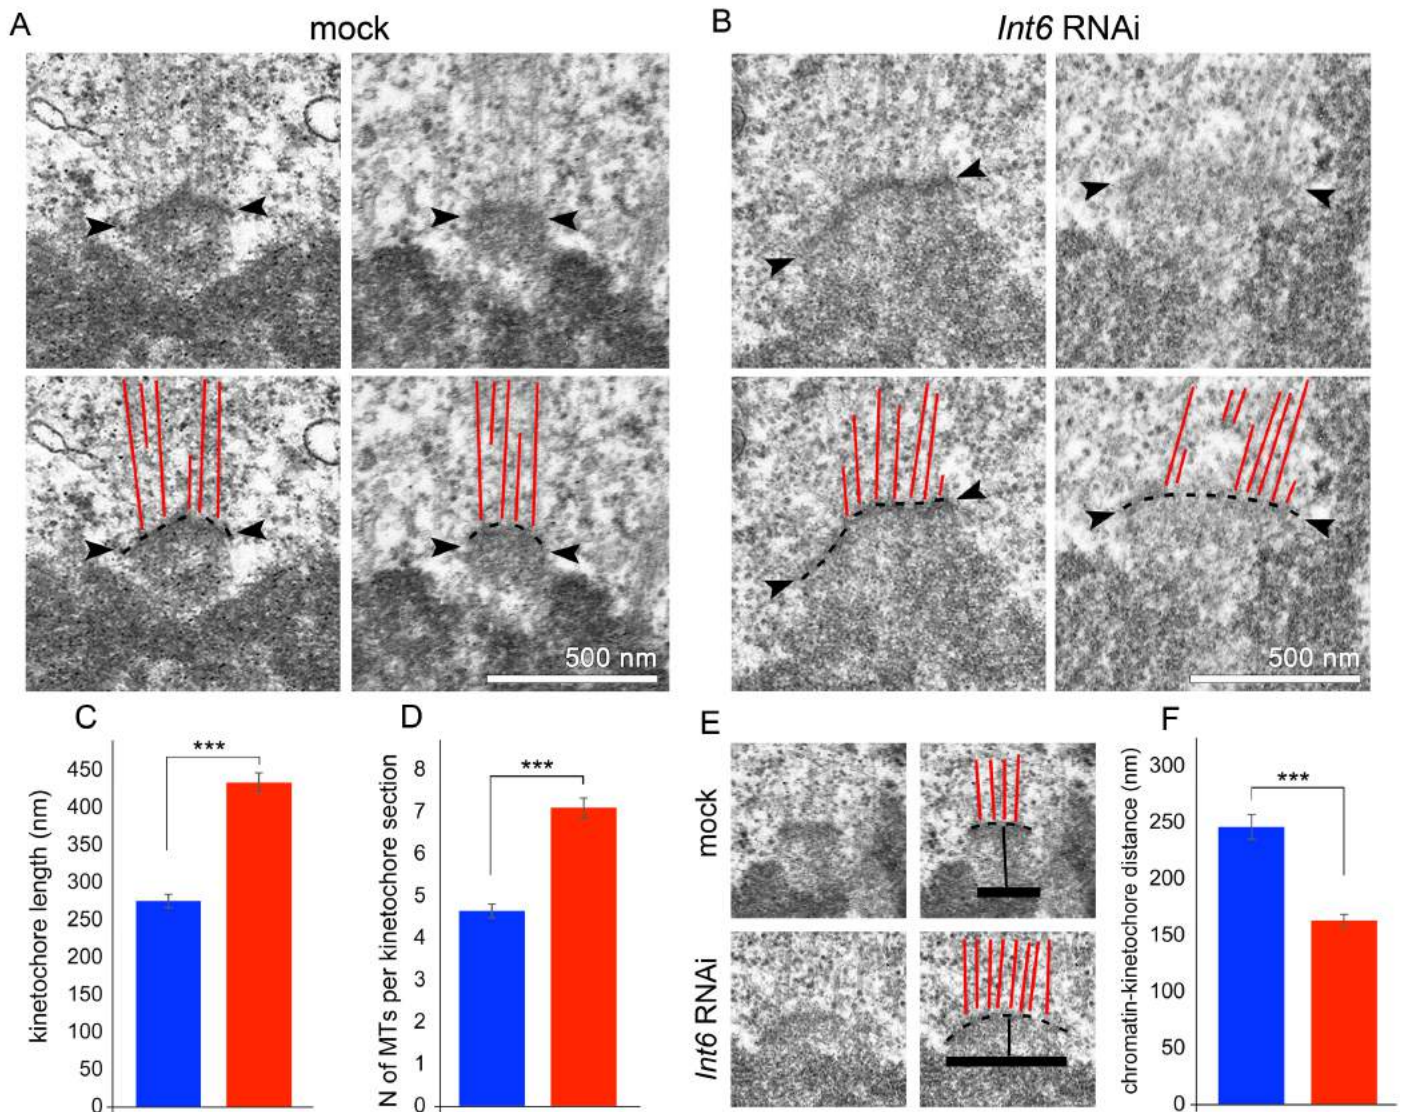 A
mock
B
Int6 RNAi
500 nm
500 nm
C
kinetochore length (nm)
450
400
350
300
250
200
150
100
50
0
***
D
N of MTs per kinetochore section
8
7
6
5
4
3
2
1
0
***
E
mock
Int6 RNAi
F
chromatin-kinetochore distance (nm)
300
250
200
150
100
50
0
***